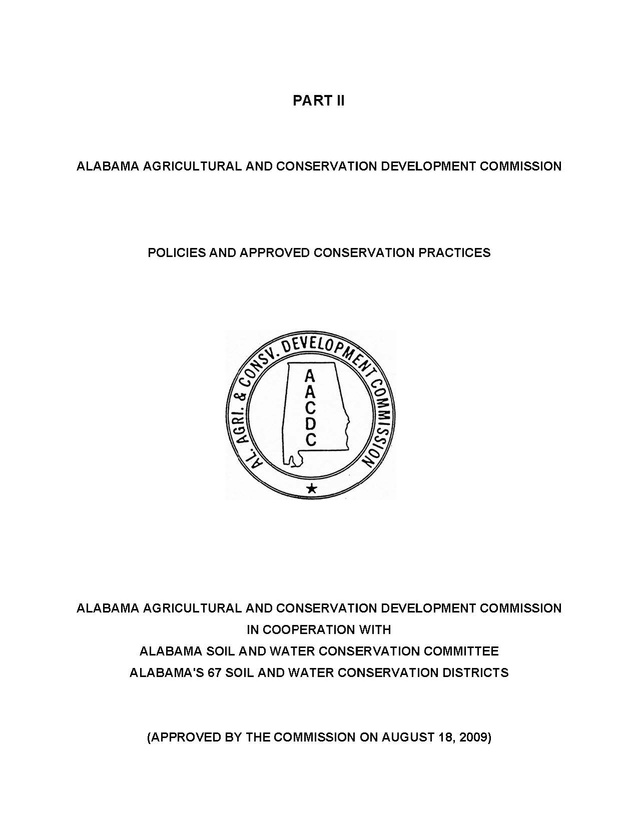 PART II
ALABAMA AGRICULTURAL AND CONSERVATION DEVELOPMENT COMMISSION
POLICIES AND APPROVED CONSERVATION PRACTICES
AL. AGRI. & CONSV. DEVELOPMENT COMMISSION
A
A
C
D
C
ALABAMA AGRICULTURAL AND CONSERVATION DEVELOPMENT COMMISSION
IN COOPERATION WITH
ALABAMA SOIL AND WATER CONSERVATION COMMITTEE
ALABAMA'S 67 SOIL AND WATER CONSERVATION DISTRICTS
(APPROVED BY THE COMMISSION ON AUGUST 18, 2009)